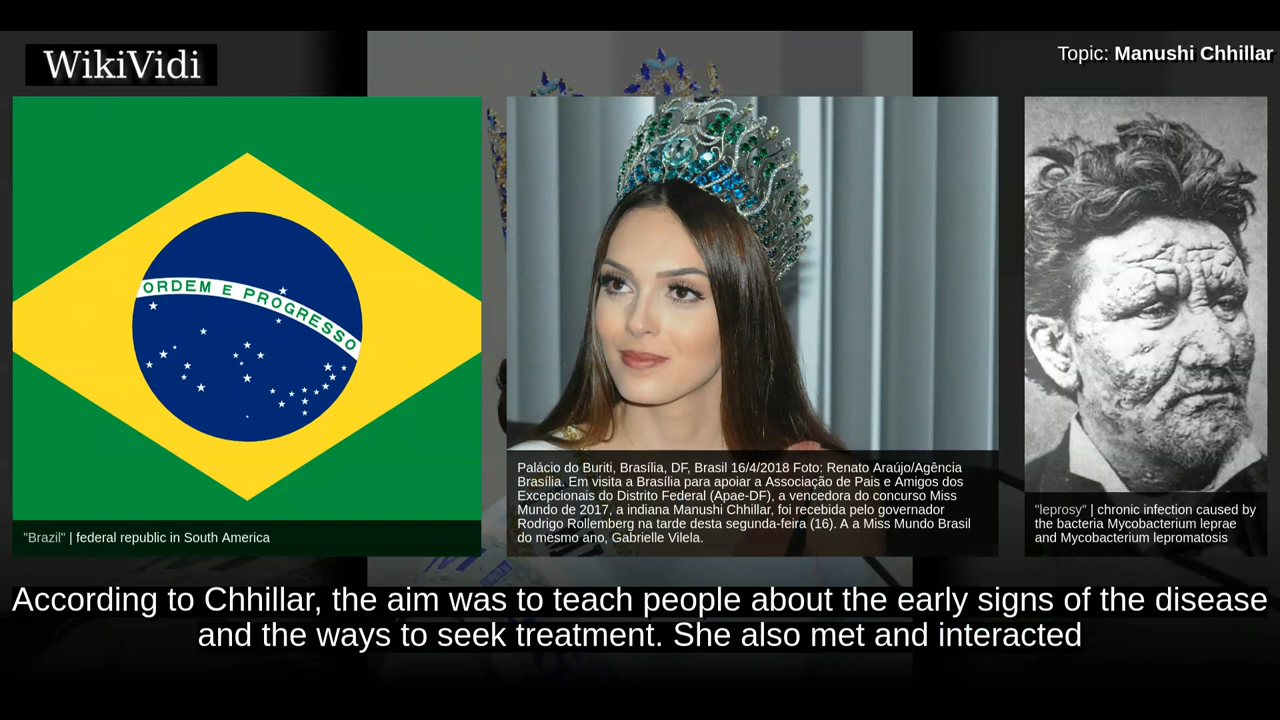 WikiVidi
Topic: Manushi Chhillar
ORDEM E PROGRESSO
"Brazil" | federal republic in South America
Palácio do Buriti, Brasília, DF, Brasil 16/4/2018 Foto: Renato Araújo/Agência
Brasília. Em visita a Brasília para apoiar a Associação de Pais e Amigos dos
Excepcionais do Distrito Federal (Apae-DF), a vencedora do concurso Miss
Mundo de 2017, a indiana Manushi Chhillar, foi recebida pelo governador
Rodrigo Rollemberg na tarde desta segunda-feira (16). A a Miss Mundo Brasil
do mesmo ano, Gabrielle Vilela.
"leprosy" | chronic infection caused by
the bacteria Mycobacterium leprae
and Mycobacterium lepromatosis
According to Chhillar, the aim was to teach people about the early signs of the disease
and the ways to seek treatment. She also met and interacted